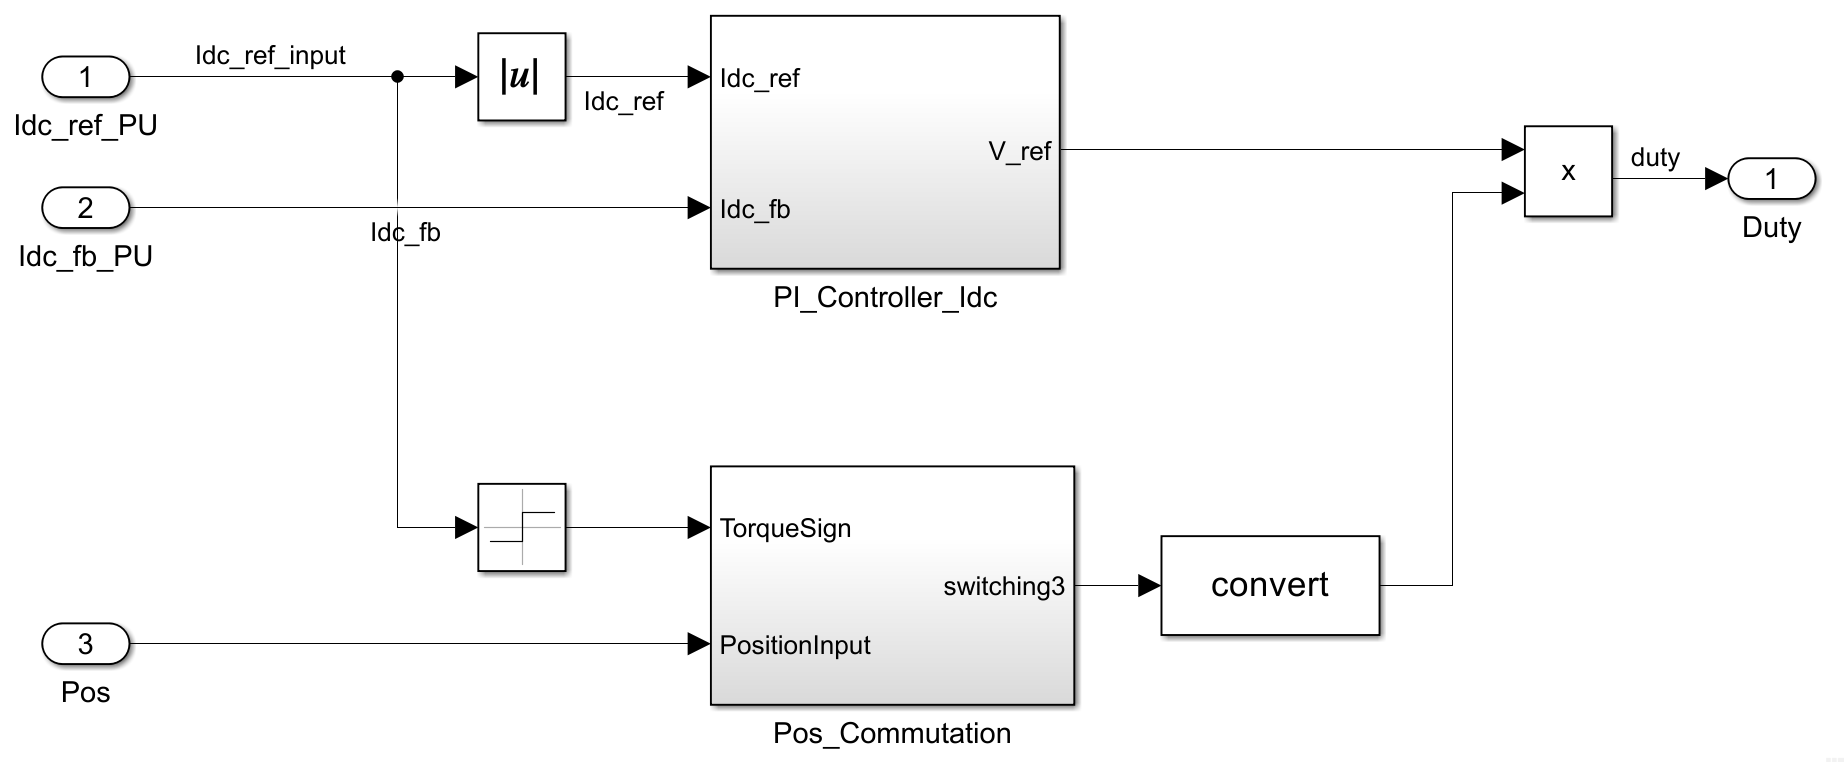 1
Idc_ref_PU
Idc_ref_input
|u|
Idc_ref
Idc_ref
V_ref
Idc_fb
PI_Controller_Idc
2
Idc_fb_PU
Idc_fb
x
duty
1
Duty
TorqueSign
switching3
PositionInput
Pos_Commutation
convert
3
Pos